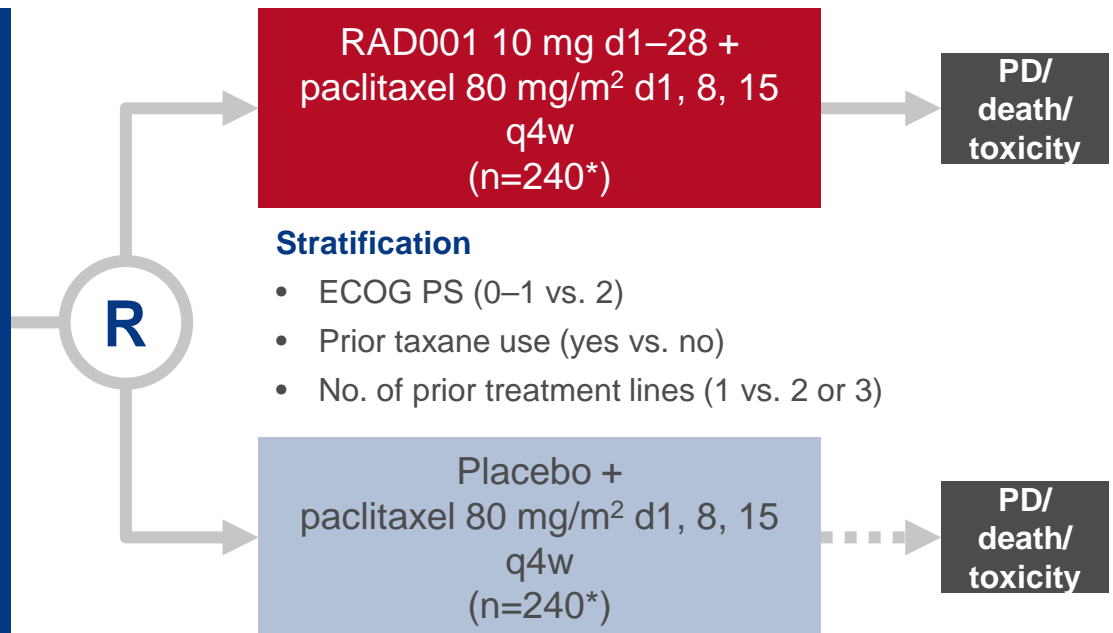 RAD001 10 mg d1–28 +
paclitaxel 80 mg/m² d1, 8, 15
q4w
(n=240*)
PD/
death/
toxicity
Stratification
• ECOG PS (0–1 vs. 2)
• Prior taxane use (yes vs. no)
• No. of prior treatment lines (1 vs. 2 or 3)
R
Placebo +
paclitaxel 80 mg/m² d1, 8, 15
q4w
(n=240*)
PD/
death/
toxicity